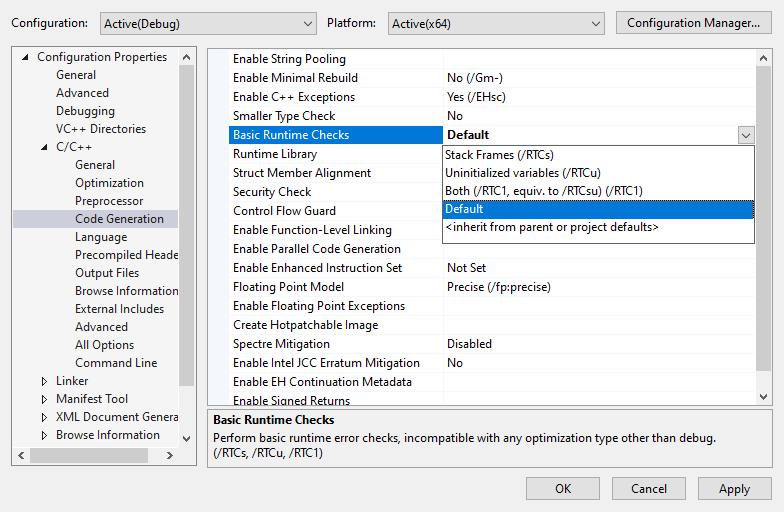 Configuration: Active(Debug) Platform: Active(x64) Configuration Manager...
Configuration Properties
General
Advanced
Debugging
VC++ Directories
C/C++
General
Optimization
Preprocessor
Code Generation
Language
Precompiled Heade
Output Files
Browse Information
External Includes
Advanced
All Options
Command Line
Linker
Manifest Tool
XML Document Genera
Browse Information
Enable String Pooling
Enable Minimal Rebuild No (/Gm-)
Enable C++ Exceptions Yes (/EHsc)
Smaller Type Check No
Basic Runtime Checks Default
Runtime Library
Struct Member Alignment
Security Check
Control Flow Guard
Enable Function-Level Linking
Enable Parallel Code Generation
Stack Frames (/RTCs)
Uninitialized variables (/RTCu)
Both (/RTC1, equiv. to /RTCsu) (/RTC1)
Default
<inherit from parent or project defaults>
Enable Enhanced Instruction Set Not Set
Floating Point Model Precise (/fp:precise)
Enable Floating Point Exceptions
Create Hotpatchable Image
Spectre Mitigation Disabled
Enable Intel JCC Erratum Mitigation No
Enable EH Continuation Metadata
Enable Signed Returns
Basic Runtime Checks
Perform basic runtime error checks, incompatible with any optimization type other than debug.
(/RTCs, /RTCu, /RTC1)
OK Cancel Apply